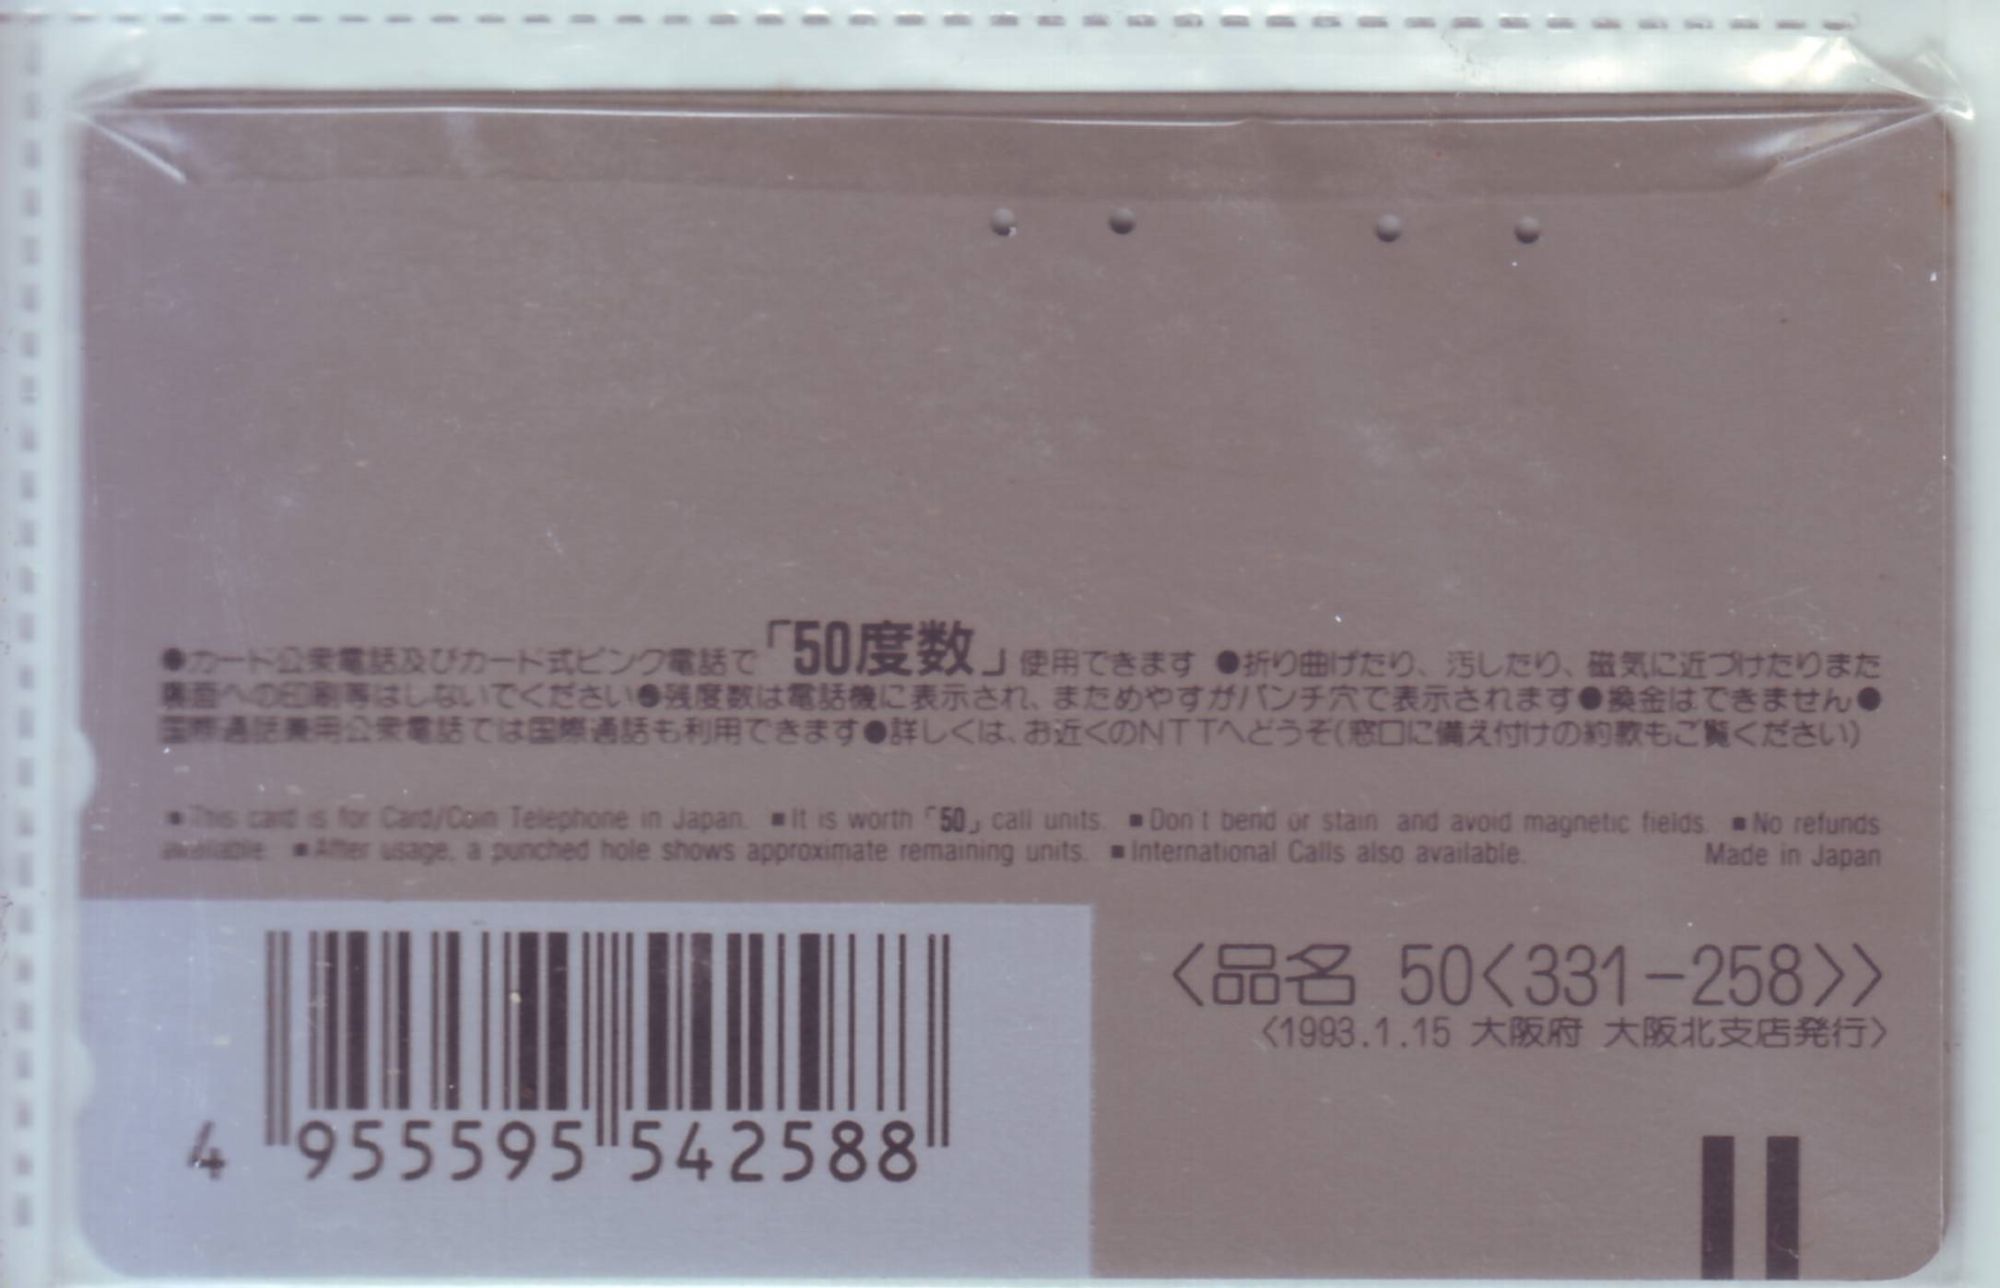 ●カード公衆電話及びカード式ピンク電話で「50度数」使用できます ●折り曲げたり、汚したり、磁気に近づけたりまた
裏面への印刷等はしないでください●残度数は電話機に表示され、まためやすがパンチ穴で表示されます●換金はできません●
国際通話兼用公衆電話では国際通話も利用できます●詳しくは、お近くのNTTへどうぞ(窓口に備え付けの約款もご覧ください)
■This card is for Card/Coin Telephone in Japan. ■It is worth「50」call units. ■Don't bend or stain and avoid magnetic fields. ■No refunds
available. ■After usage, a punched hole shows approximate remaining units. ■International Calls also available. Made in Japan
〈品名 50〈331-258〉〉
〈1993.1.15 大阪府 大阪北支店発行〉
4 955595 542588